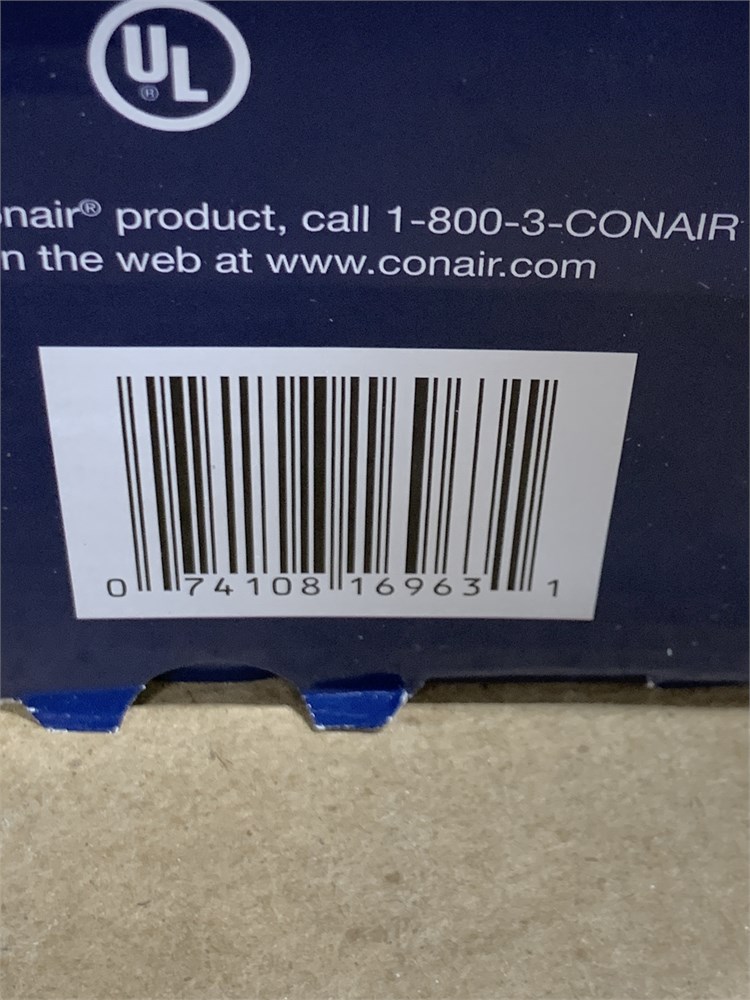 UL
®
nair® product, call 1-800-3-CONAIR
n the web at www.conair.com
0 74108 16963 1